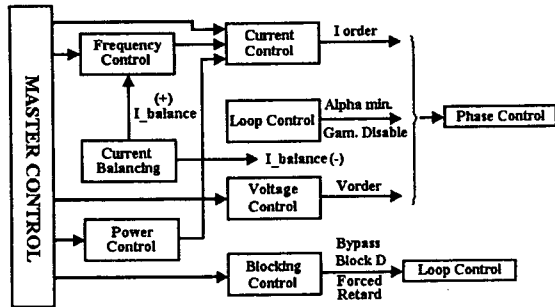 MASTER CONTROL
Frequency
Control
Current
Control
I order
(+)
I_balance
Loop Control
Alpha min.
Gam. Disable
Phase Control
Current
Balancing
I_balance (-)
Voltage
Control
Vorder
Power
Control
Blocking
Control
Bypass
Block D
Forced
Retard
Loop Control